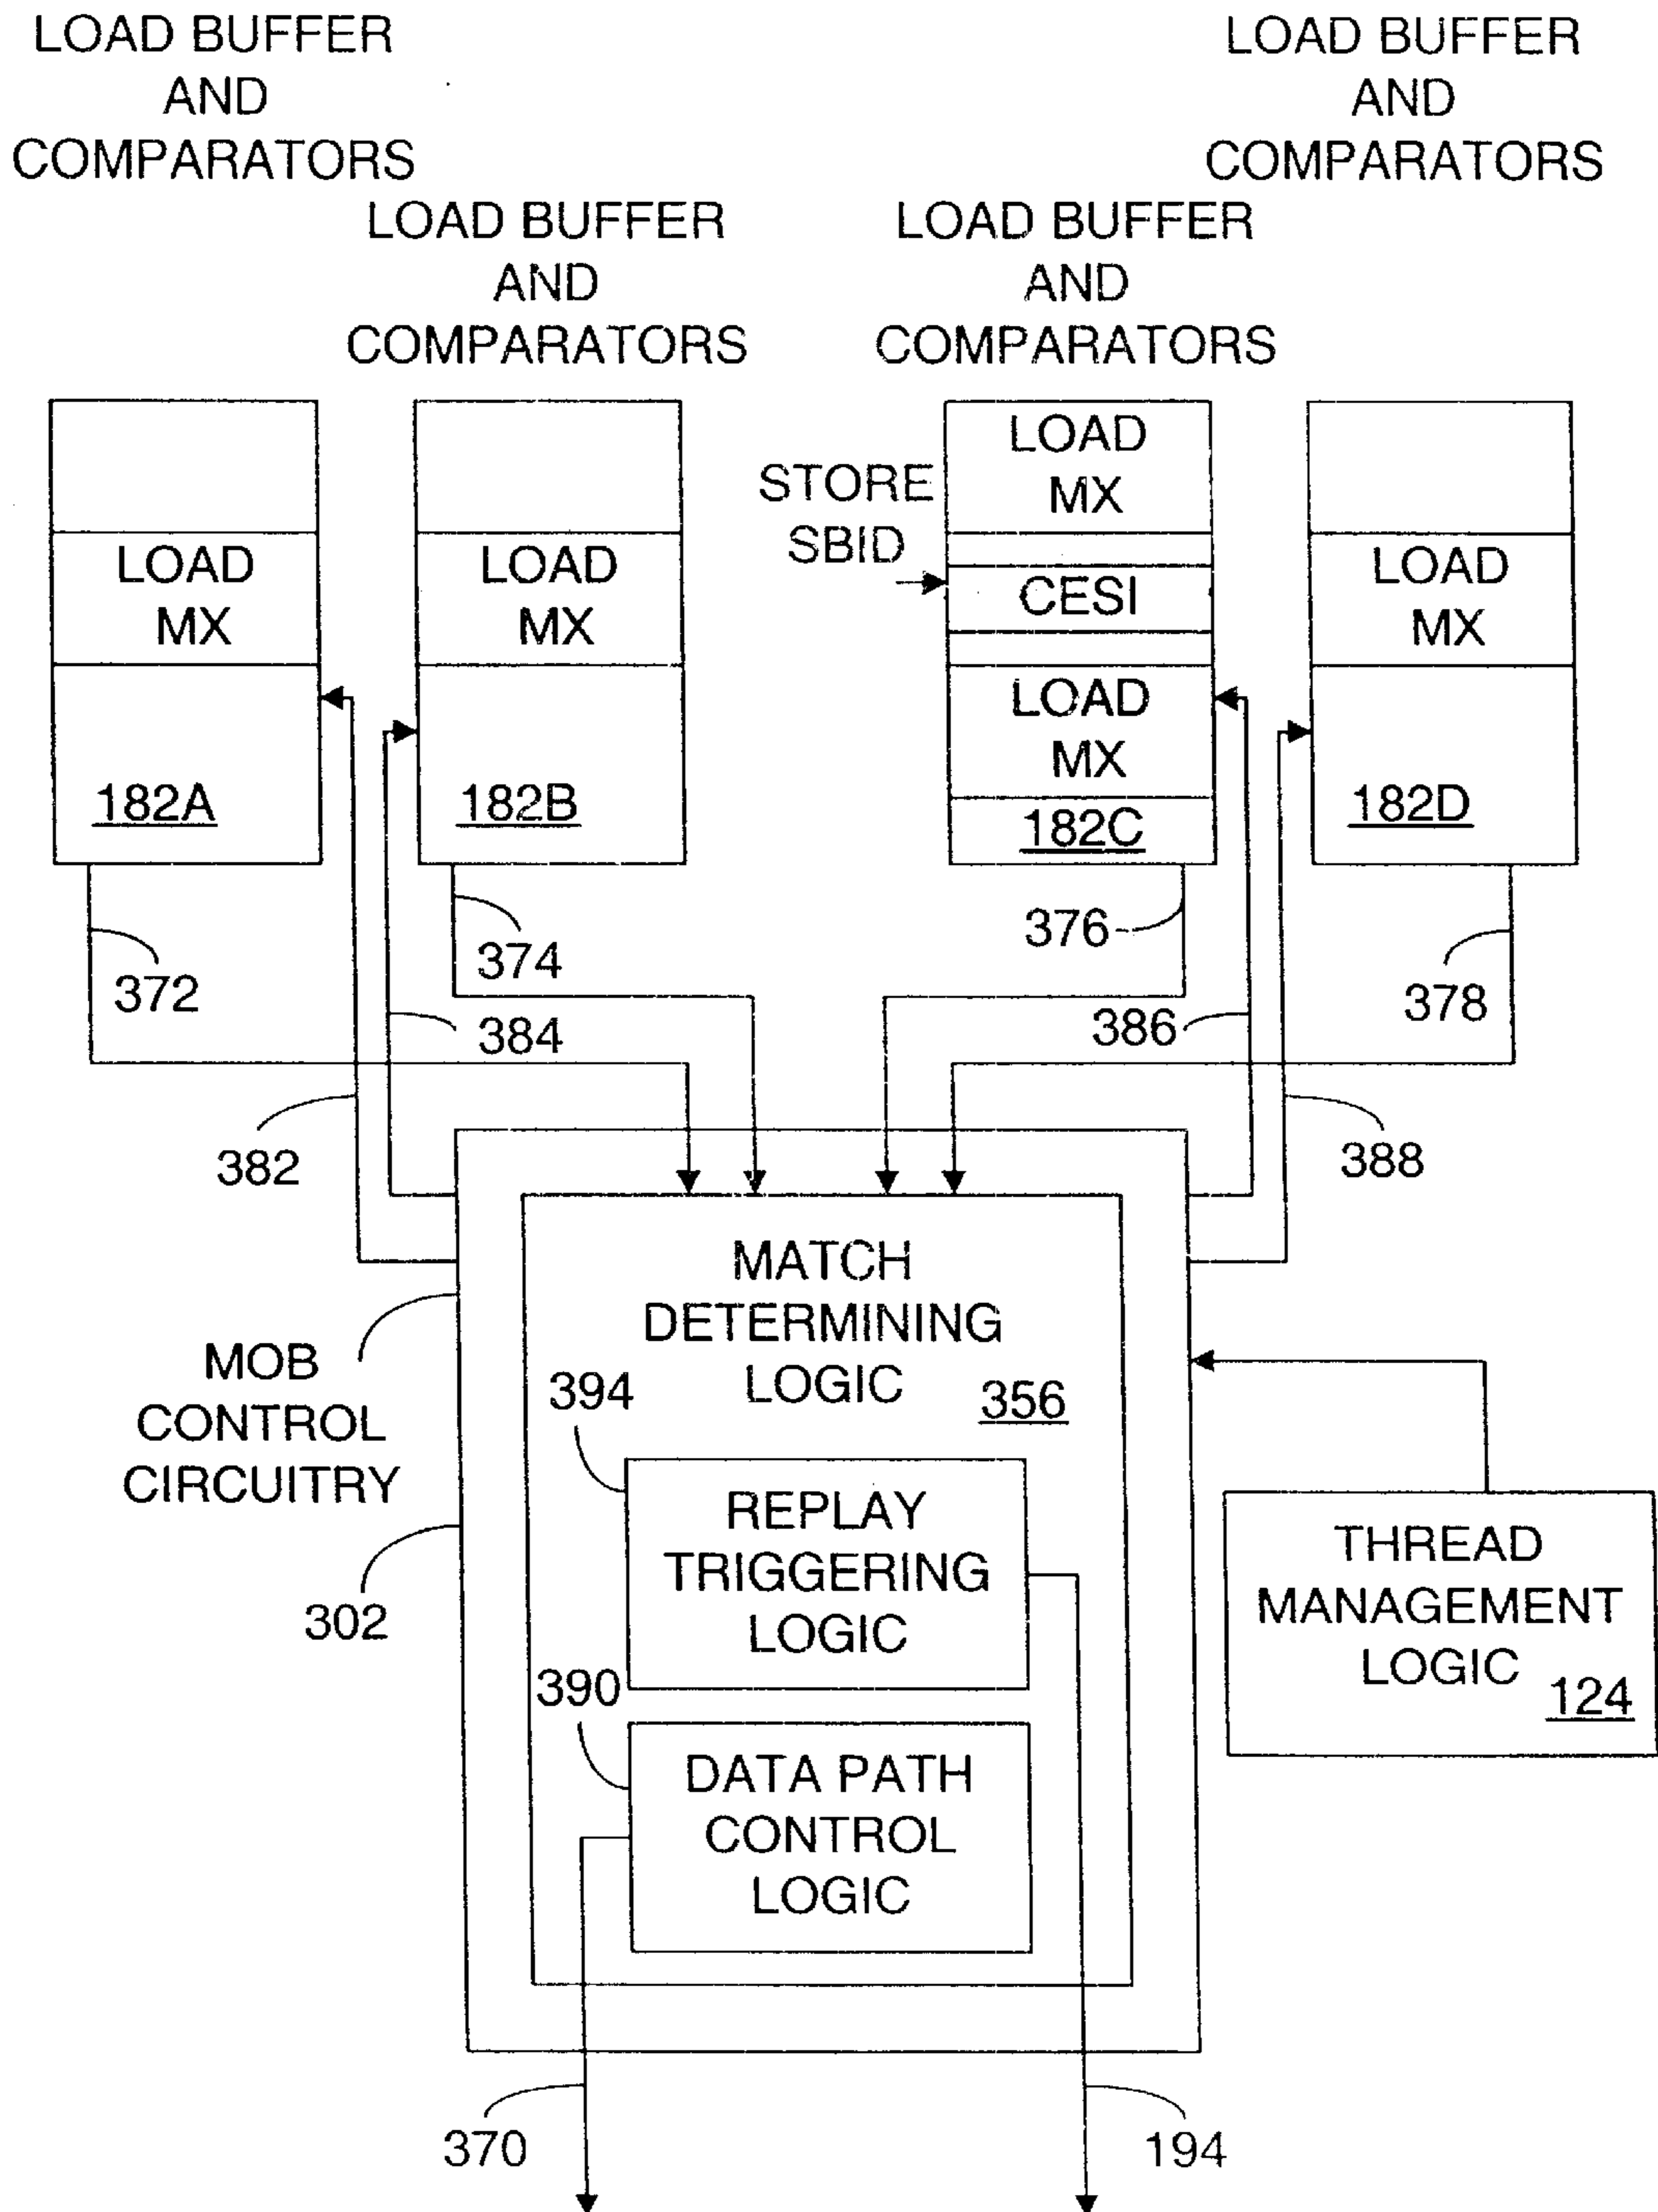 LOAD BUFFER
AND
COMPARATORS
LOAD BUFFER
AND
COMPARATORS
LOAD BUFFER
AND
COMPARATORS
LOAD BUFFER
AND
COMPARATORS
LOAD
MX
182A
LOAD
MX
182B
STORE
SBID
LOAD
MX
CESI
LOAD
MX
182C
LOAD
MX
182D
372
374
376
378
384
386
382
388
MATCH
DETERMINING
LOGIC
356
MOB
CONTROL
CIRCUITRY
394
302
REPLAY
TRIGGERING
LOGIC
THREAD
MANAGEMENT
LOGIC
124
390
DATA PATH
CONTROL
LOGIC
370
194